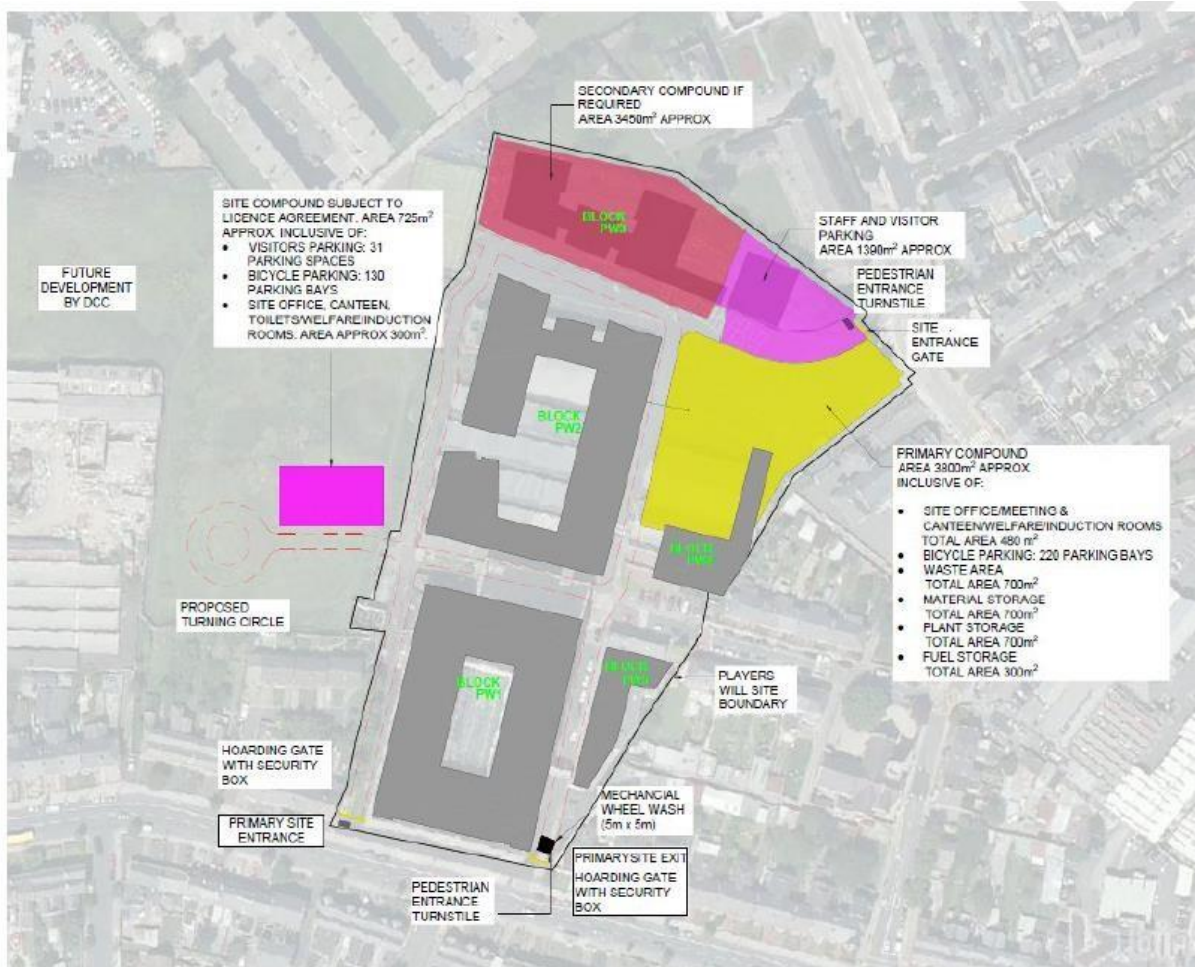 SECONDARY COMPOUND IF
REQUIRED
AREA 3450m² APPROX
SITE COMPOUND SUBJECT TO
LICENCE AGREEMENT. AREA 725m²
APPROX. INCLUSIVE OF:
• VISITORS PARKING: 31
PARKING SPACES
• BICYCLE PARKING: 130
PARKING BAYS
• SITE OFFICE, CANTEEN,
TOILETS/WELFARE/INDUCTION
ROOMS. AREA APPROX 300m².
FUTURE
DEVELOPMENT
BY DCC
BLOCK
PW3
STAFF AND VISITOR
PARKING
AREA 1390m² APPROX
PEDESTRIAN
ENTRANCE
TURNSTILE
SITE
ENTRANCE
GATE
BLOCK
PW2
PRIMARY COMPOUND
AREA 3800m² APPROX
INCLUSIVE OF:
• SITE OFFICE/MEETING &
CANTEEN/WELFARE/INDUCTION ROOMS
TOTAL AREA 480 m²
• BICYCLE PARKING: 220 PARKING BAYS
• WASTE AREA
TOTAL AREA 700m²
• MATERIAL STORAGE
TOTAL AREA 700m²
• PLANT STORAGE
TOTAL AREA 700m²
• FUEL STORAGE
TOTAL AREA 300m²
PROPOSED
TURNING CIRCLE
BLOCK
PW1
PLAYERS
WILL SITE
BOUNDARY
HOARDING GATE
WITH SECURITY
BOX
PRIMARY SITE
ENTRANCE
MECHANCIAL
WHEEL WASH
(5m x 5m)
PRIMARY SITE EXIT
HOARDING GATE
WITH SECURITY
BOX
PEDESTRIAN
ENTRANCE
TURNSTILE